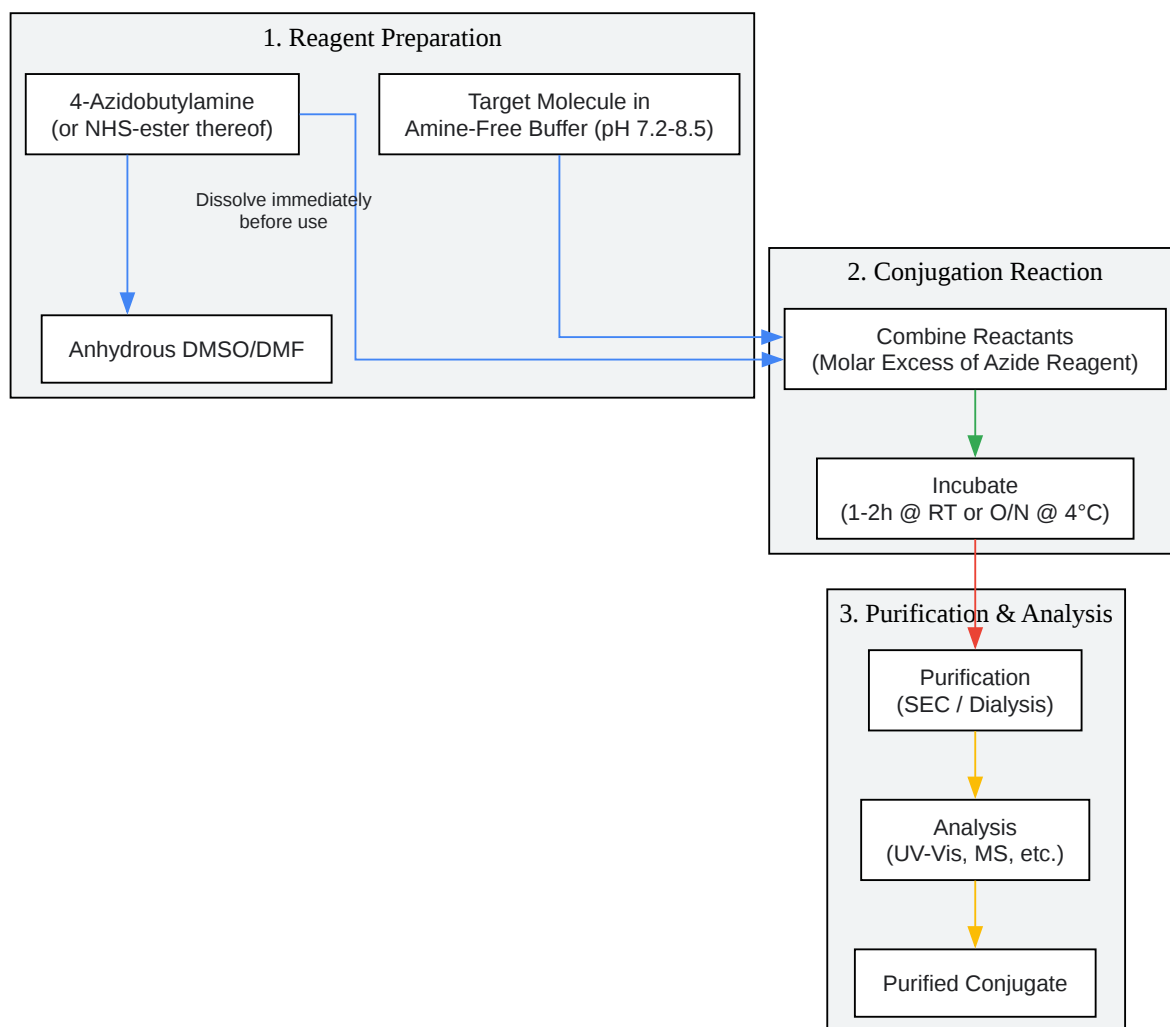 1. Reagent Preparation
4-Azidobutylamine
(or NHS-ester thereof)
Target Molecule in
Amine-Free Buffer (pH 7.2-8.5)
Dissolve immediately
before use
Anhydrous DMSO/DMF
2. Conjugation Reaction
Combine Reactants
(Molar Excess of Azide Reagent)
Incubate
(1-2h @ RT or O/N @ 4°C)
3. Purification & Analysis
Purification
(SEC / Dialysis)
Analysis
(UV-Vis, MS, etc.)
Purified Conjugate